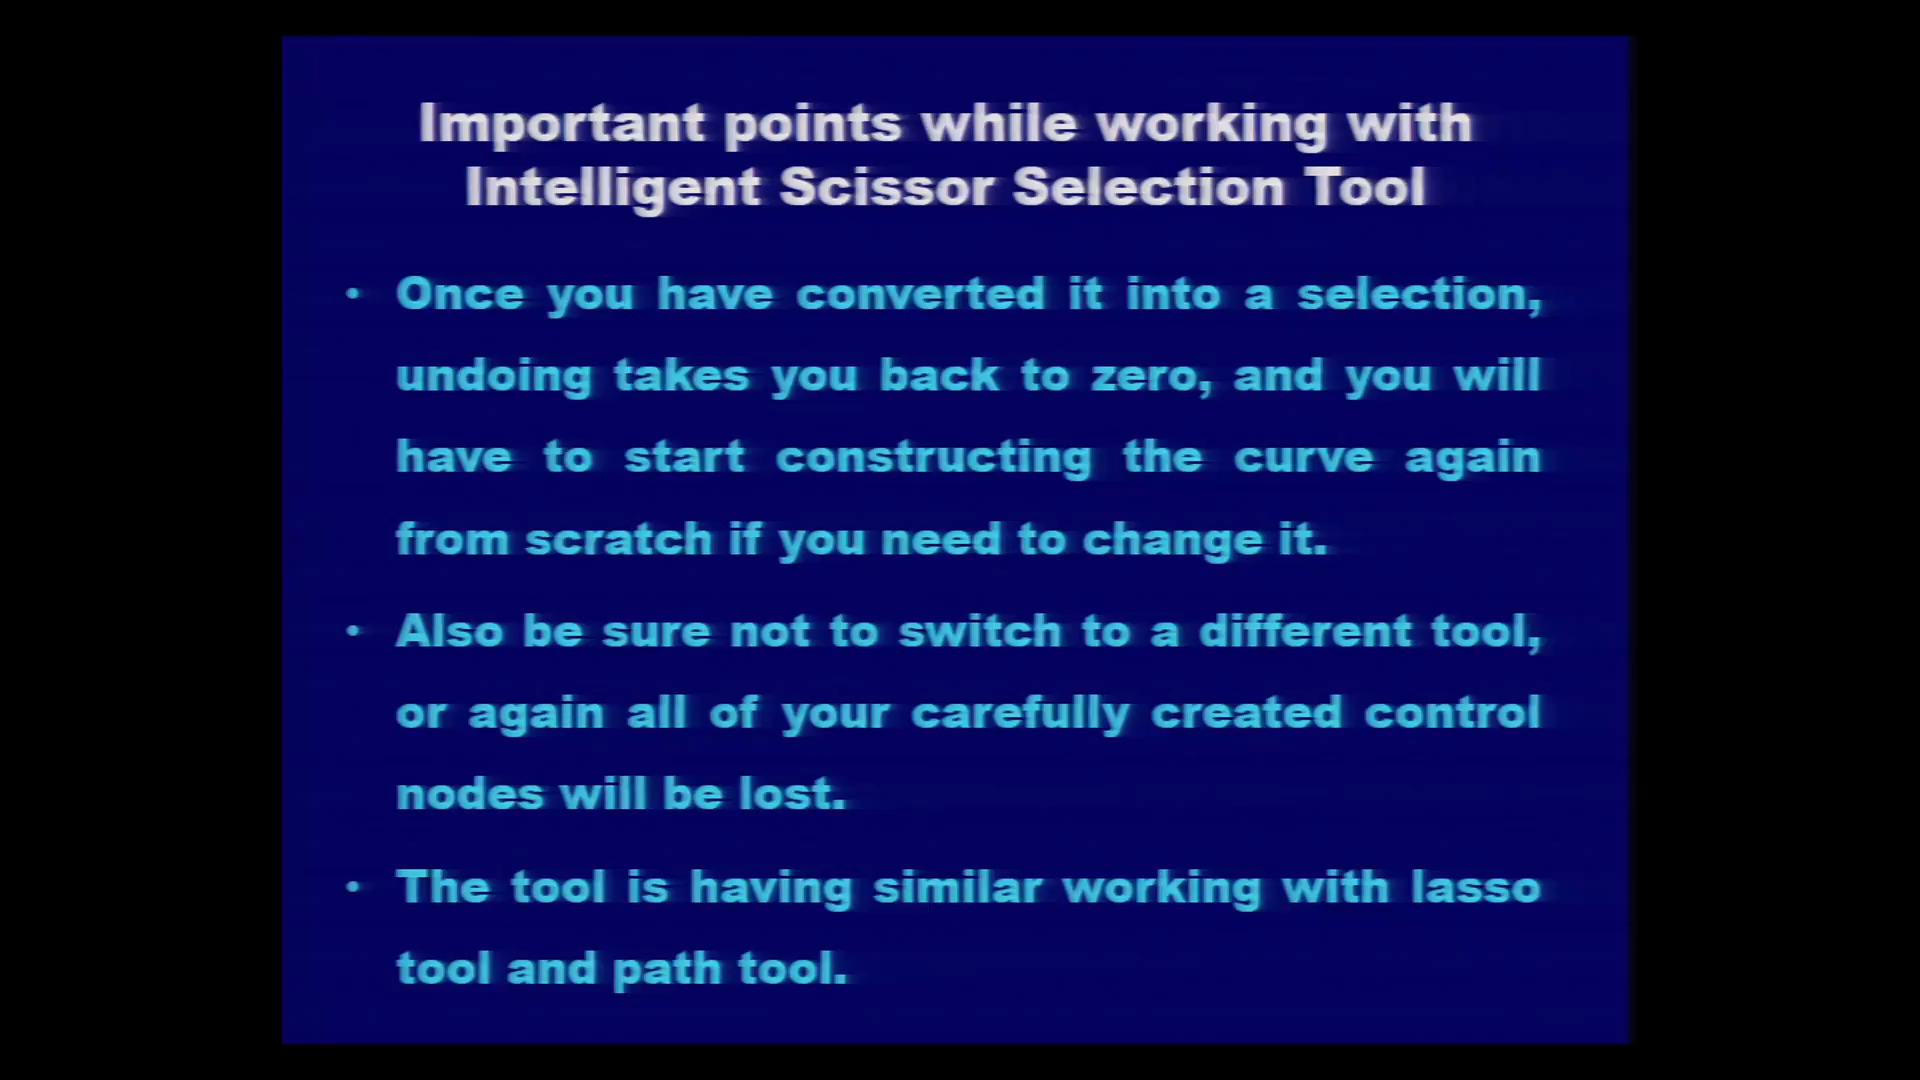 Important points while working with
Intelligent Scissor Selection Tool
• Once you have converted it into a selection,
undoing takes you back to zero, and you will
have to start constructing the curve again
from scratch if you need to change it.
• Also be sure not to switch to a different tool,
or again all of your carefully created control
nodes will be lost.
• The tool is having similar working with lasso
tool and path tool.